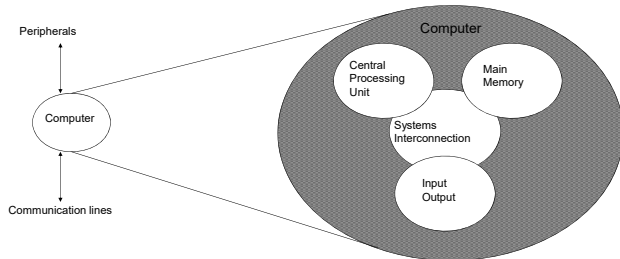 Peripherals
Computer
Communication lines
Computer
Central
Processing
Unit
Main
Memory
Systems
Interconnection
Input
Output